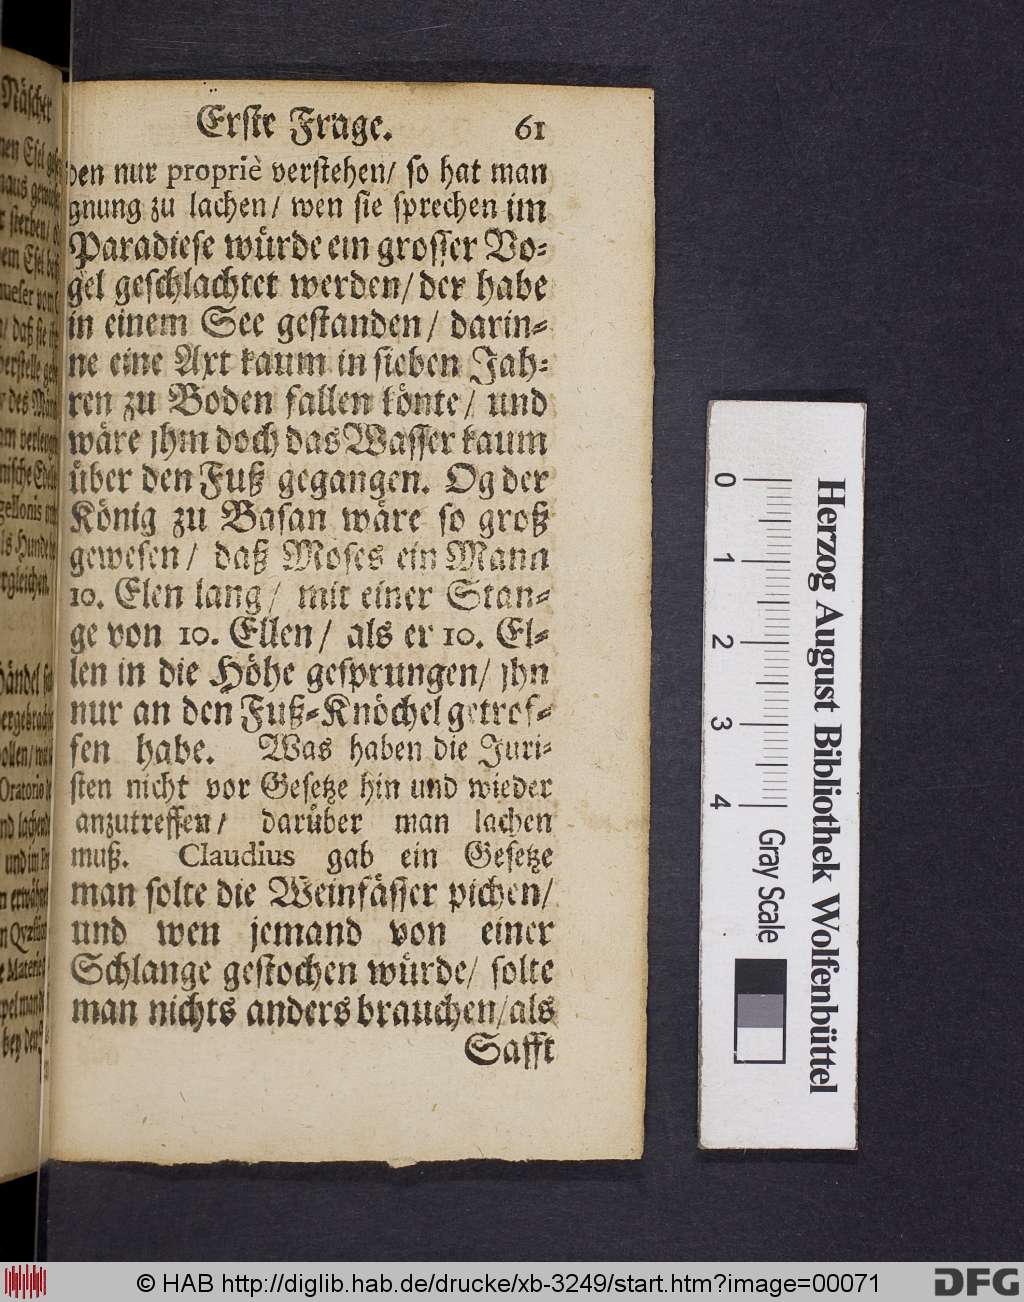 Erste Frage. 61
den nur propriè verstehen/ so hat man
gnung zu lachen/ wen sie sprechen im
Paradiese würde ein grosser Vo-
gel geschlachtet werden/ der habe
in einem See gestanden/ darin-
ne eine Axt kaum in sieben Jah-
ren zu Boden fallen könte/ und
wäre jhm doch das Wasser kaum
über den Fuß gegangen. Og der
König zu Basan wäre so groß
gewesen/ daß Moses ein Mann
10. Elen lang/ mit einer Stan-
ge von 10. Ellen/ als er 10. El-
len in die Höhe gesprungen/ jhn
nur an den Fuß-Knöchel getrof-
fen habe. Was haben die Juri-
sten nicht vor Gesetze hin und wieder
anzutreffen/ darüber man lachen
muß. Claudius gab ein Gesetze
man solte die Weinfässer pichen/
und wen jemand von einer
Schlange gestochen würde/ solte
man nichts anders brauchen/als
Safft
Näscher
0 1 2 3 4
Gray Scale
Herzog August Bibliothek Wolfenbüttel
© HAB http://diglib.hab.de/drucke/xb-3249/start.htm?image=00071
DFG